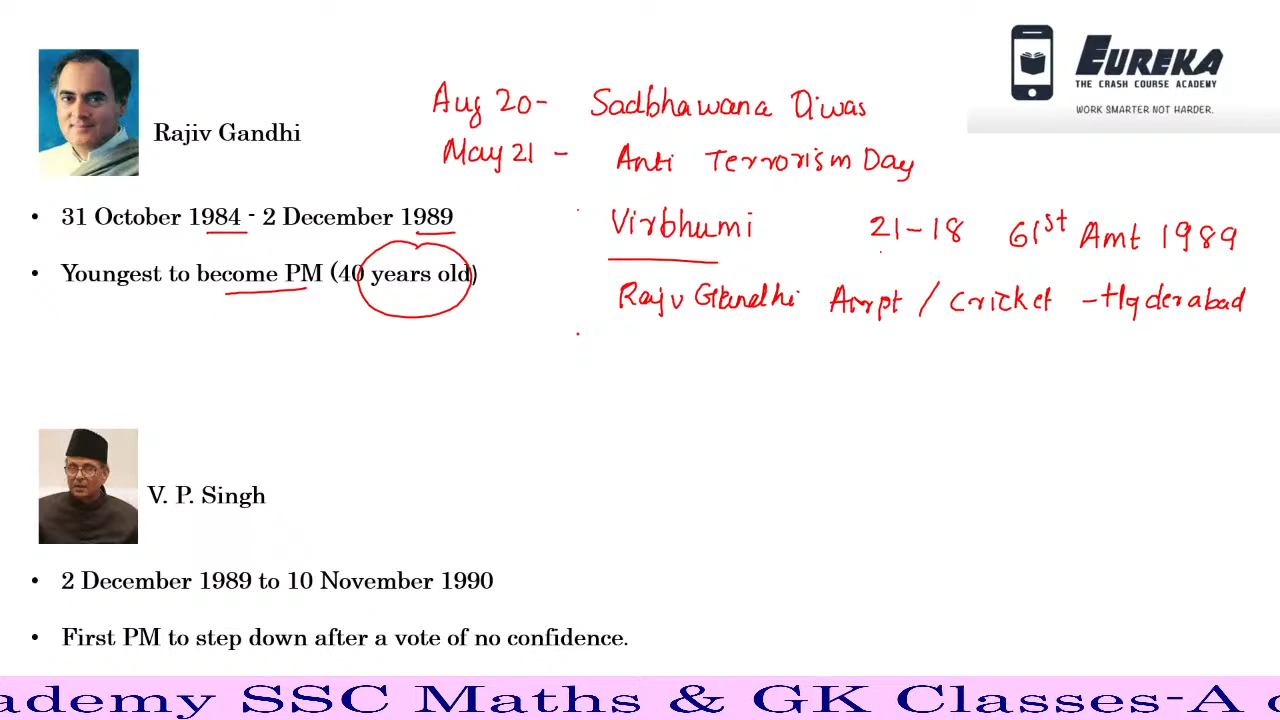 EUREKA
THE CRASH COURSE ACADEMY
WORK SMARTER NOT HARDER.
Aug 20- Sadbhawana Diwas
Rajiv Gandhi
May 21 - Anti Terrorism Day
• 31 October 1984 - 2 December 1989
Virbhumi 21-18 61st Amt 1989
• Youngest to become PM (40 years old)
Rajiv Gandhi / Cricket - Hyderabad
V. P. Singh
• 2 December 1989 to 10 November 1990
• First PM to step down after a vote of no confidence.
ademy SSC Maths & GK Classes-A c